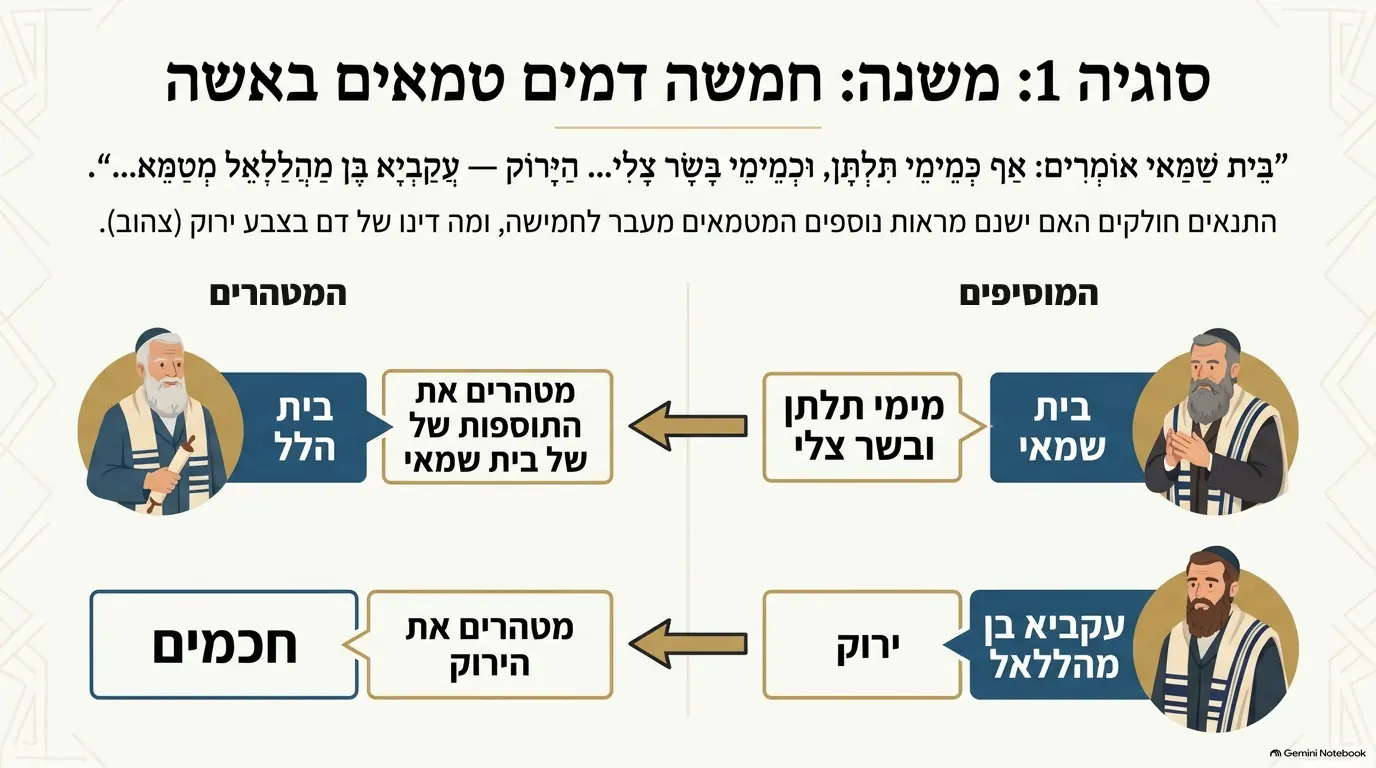 סוגיה 1: משנה: חמשה דמים טמאים באשה
”בֵּית שַׁמַּאי אוֹמְרִים: אַף כְּמֵימֵי תִּלְתָּן, וּכְמֵימֵי בָּשָׂר צָלִי... הַיָּרוֹק — עֲקַבְיָא בֶּן מַהֲלַלְאֵל מְטַמֵּא...“.
התנאים חולקים האם ישנם מראות נוספים המטמאים מעבר לחמישה, ומה דינו של דם בצבע ירוק (צהוב).
המוסיפים
בית
שמאי
מימי תלתן
ובשר צלי
עקביא בן
מהללאל
ירוק
המטהרים
מטהרים את
התוספות של
של בית שמאי
בית
הלל
מטהרים את
הירוק
חכמים
Gemini Notebook